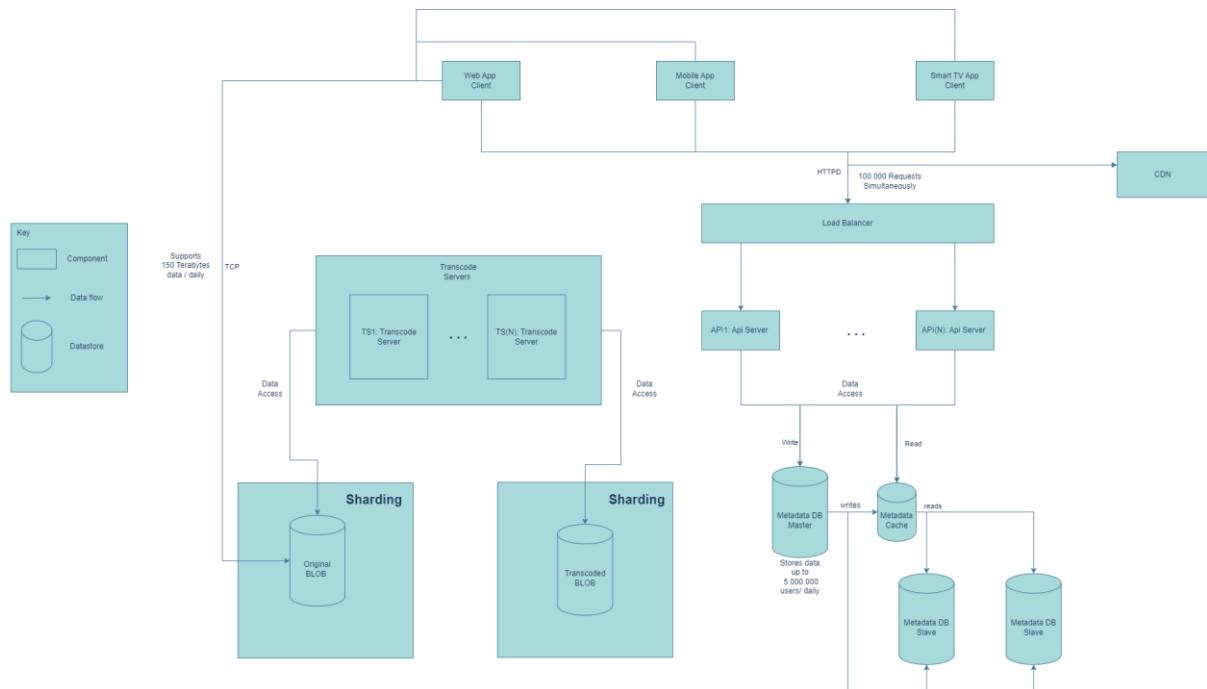 Web App
Client
Mobile App
Client
Smart TV App
Client
HTTPD
100 000 Requests
Simultaneously
CDN
Load Balancer
Key
Component
Data flow
Datastore
Supports
150 Terabytes
data / daily
TCP
Transcode
Servers
TS1: Transcode
Server
...
TS(N): Transcode
Server
API1: Api Server
...
API(N): Api Server
Data
Access
Data
Access
Data
Access
Write
Read
Sharding
Original
BLOB
Sharding
Transcoded
BLOB
Metadata DB
Master
writes
Metadata
Cache
reads
Stores data
up to
5.000.000
users/ daily
Metadata DB
Slave
Metadata DB
Slave